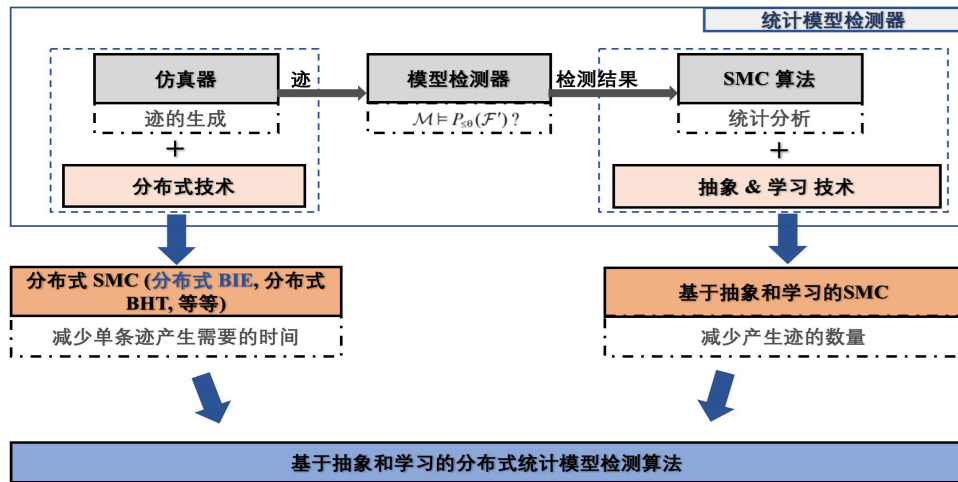 统计模型检测器
仿真器
迹
模型检测器
检测结果
SMC 算法
迹的生成
ℳ ⊨ P≤θ(ℱ′) ?
统计分析
+
+
分布式技术
抽象 & 学习 技术
分布式 SMC (分布式 BIE, 分布式
BHT, 等等)
基于抽象和学习的SMC
减少单条迹产生需要的时间
减少产生迹的数量
基于抽象和学习的分布式统计模型检测算法